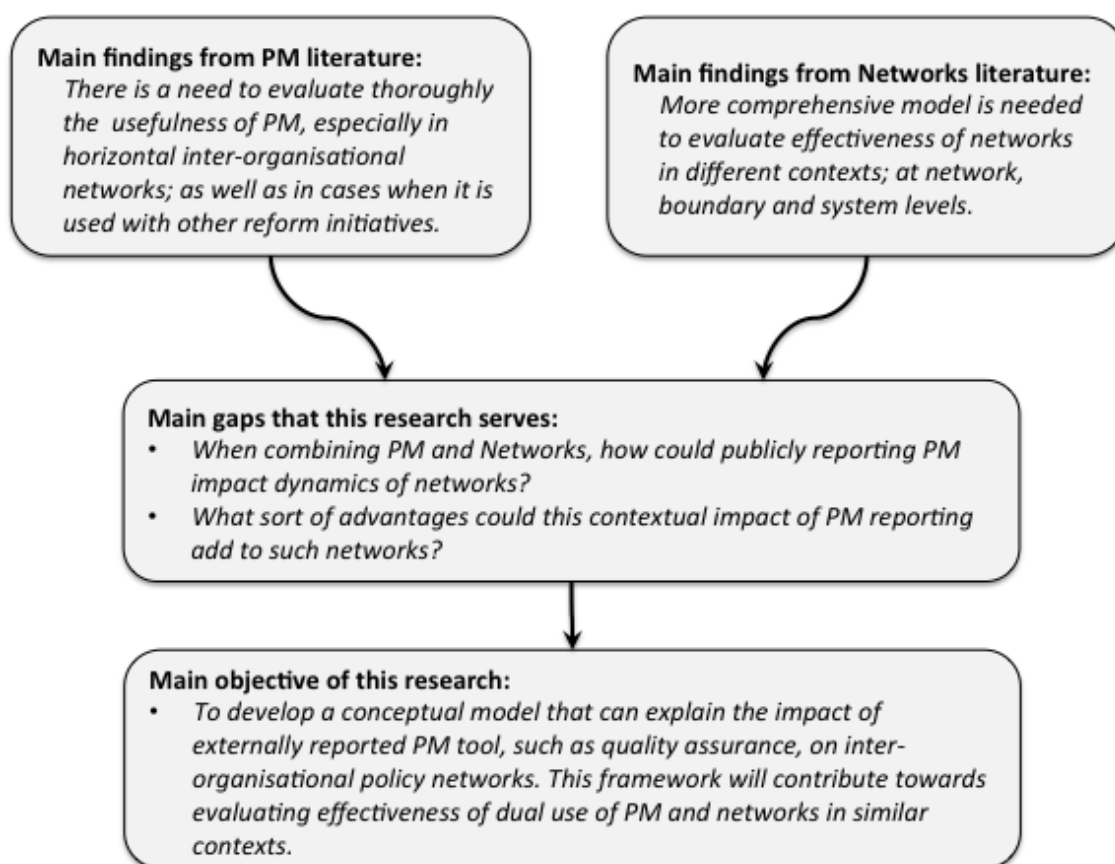 Main findings from PM literature:
There is a need to evaluate thoroughly
the usefulness of PM, especially in
horizontal inter-organisational
networks; as well as in cases when it is
used with other reform initiatives.
Main findings from Networks literature:
More comprehensive model is needed
to evaluate effectiveness of networks
in different contexts; at network,
boundary and system levels.
Main gaps that this research serves:
• When combining PM and Networks, how could publicly reporting PM
impact dynamics of networks?
• What sort of advantages could this contextual impact of PM reporting
add to such networks?
Main objective of this research:
• To develop a conceptual model that can explain the impact of
externally reported PM tool, such as quality assurance, on inter-
organisational policy networks. This framework will contribute towards
evaluating effectiveness of dual use of PM and networks in similar
contexts.